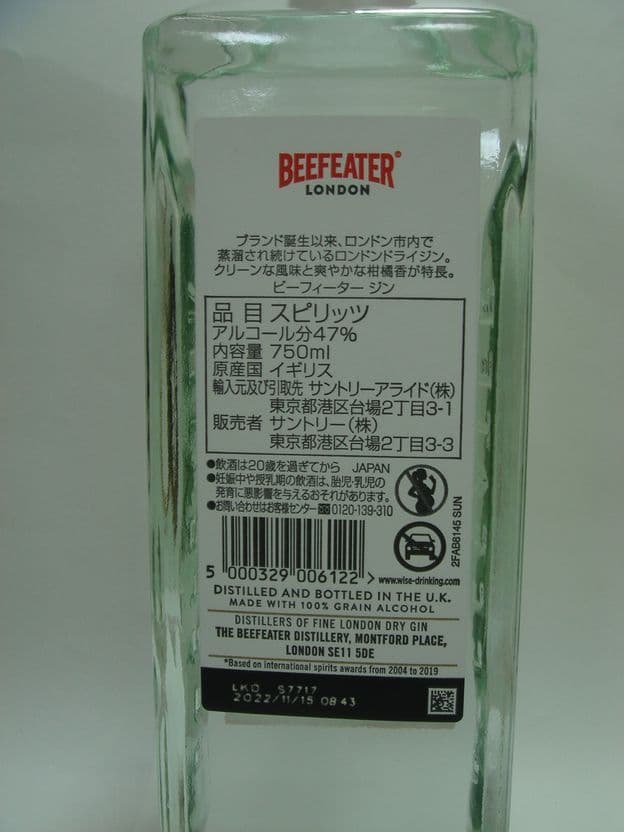 BEEFEATER®
LONDON
ブランド誕生以来、ロンドン市内で
蒸溜され続けているロンドンドライジン。
クリーンな風味と爽やかな柑橘香が特長。
ビーフィーター ジン
品 目 スピリッツ
アルコール分47%
内容量 750ml
原産国 イギリス
輸入元及び引取先 サントリーアライド(株)
東京都港区台場2丁目3-1
販売者 サントリー(株)
東京都港区台場2丁目3-3
●飲酒は20歳を過ぎてから JAPAN
●妊娠中や授乳期の飲酒は、胎児・乳児の
発育に悪影響を与えるおそれがあります。
●お問い合わせはお客様センター 0120-139-310
2FAB8145 SUN
5 000329 006122 >
www.wise-drinking.com
DISTILLED AND BOTTLED IN THE U.K.
MADE WITH 100% GRAIN ALCOHOL
DISTILLERS OF FINE LONDON DRY GIN
THE BEEFEATER DISTILLERY, MONTFORD PLACE,
LONDON SE11 5DE
*Based on international spirits awards from 2004 to 2019
LKO S7717
2022/11/15 0843